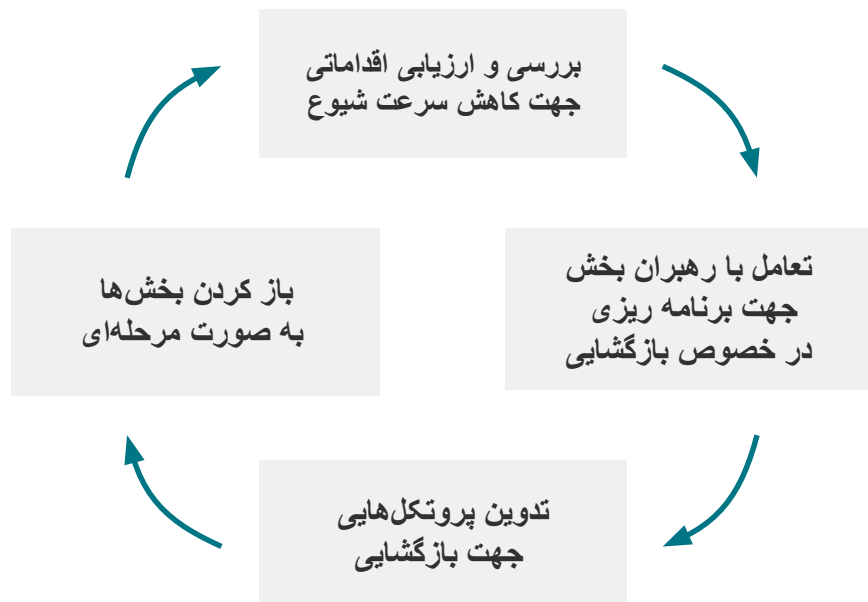 بررسی و ارزیابی اقداماتی
جهت کاهش سرعت شیوع
تعامل با رهبران بخش
جهت برنامه ریزی
در خصوص بازگشایی
تدوین پروتکل‌هایی
جهت بازگشایی
باز کردن بخش‌ها
به صورت مرحله‌ای